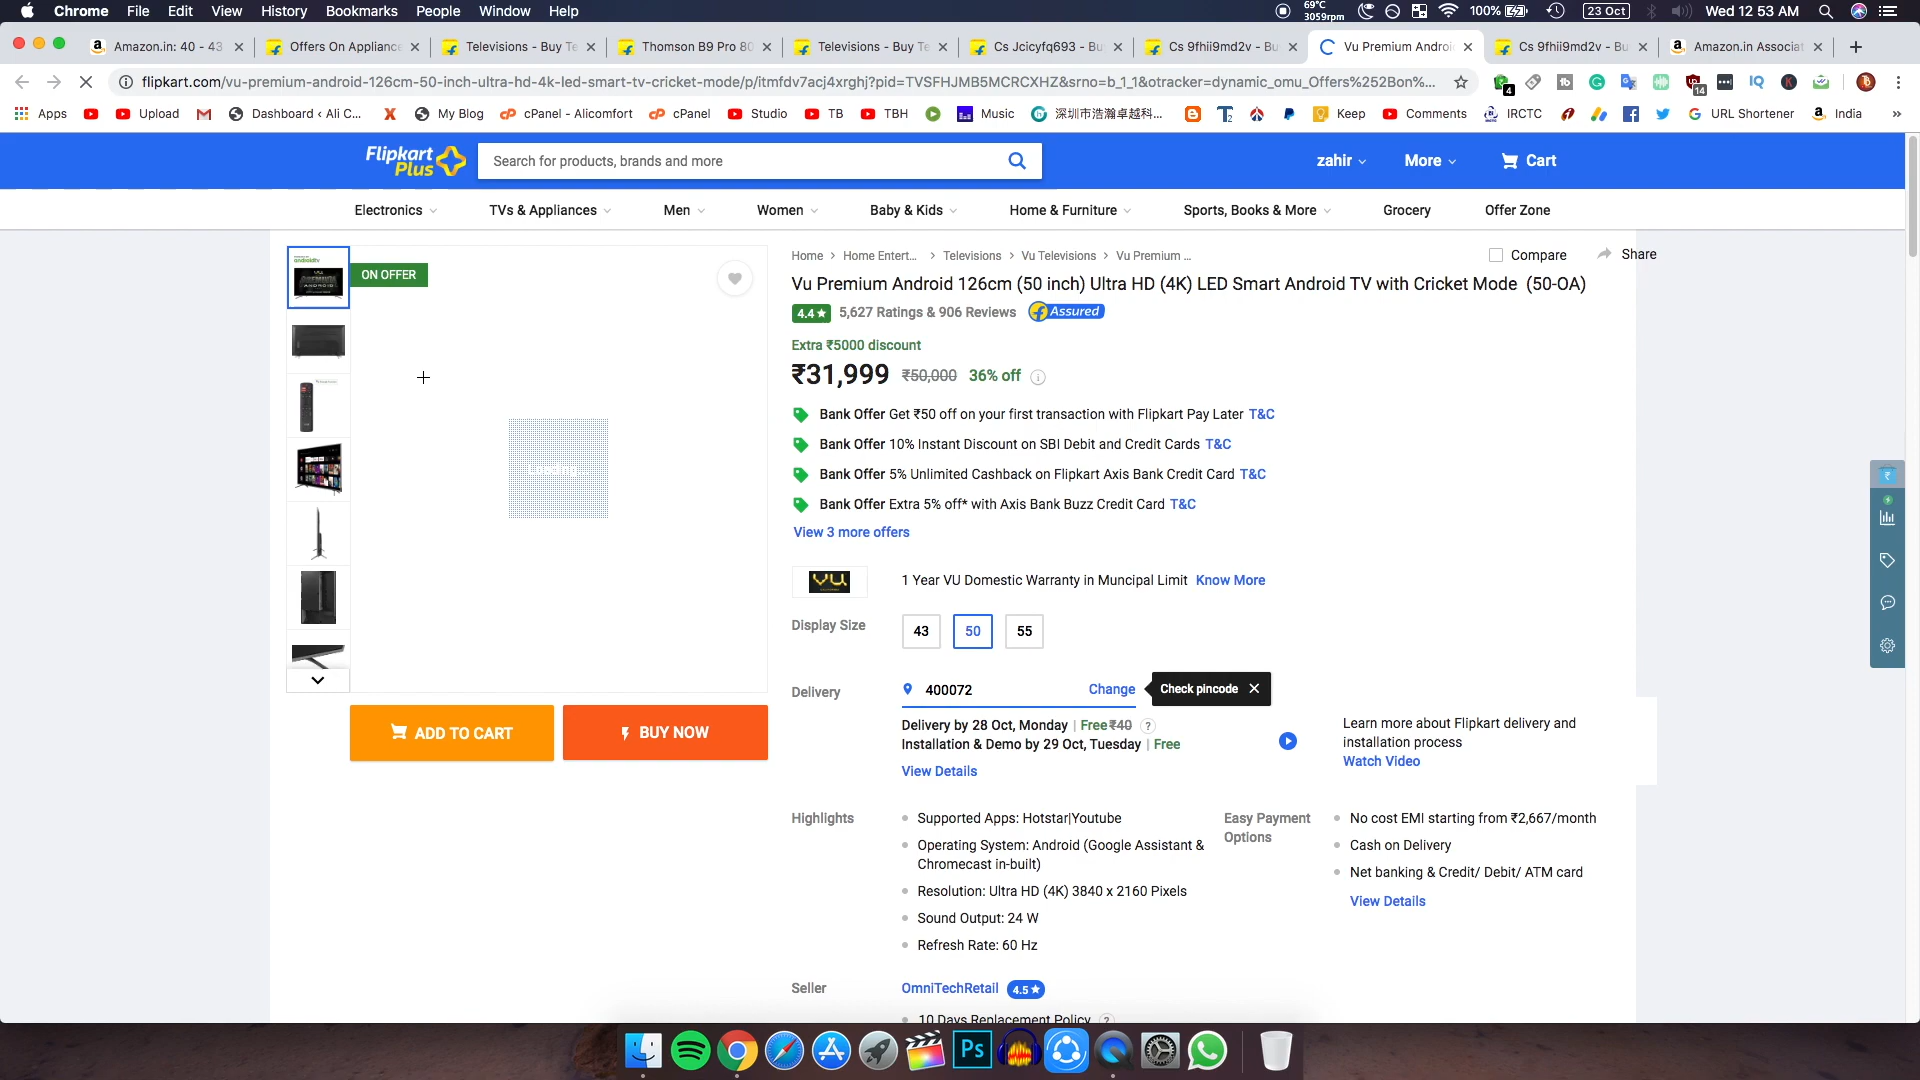 Chrome File Edit View History Bookmarks People Window Help
69°C
3059rpm
100%
23 Oct
Wed 12 53 AM
Amazon.in: 40 - 43
Offers On Appliance
Televisions - Buy Te
Thomson B9 Pro 80
Televisions - Buy Te
Cs Jcicyfq693 - Bu
Cs 9fhii9md2v - Bu
Vu Premium Androi
Cs 9fhii9md2v - Bu
Amazon.in Associat
flipkart.com/vu-premium-android-126cm-50-inch-ultra-hd-4k-led-smart-tv-cricket-mode/p/itmfdv7acj4xrghj?pid=TVSFHJMB5MCRCXHZ&srno=b_1_1&otracker=dynamic_omu_Offers%252Bon%...
4
14
IQ
K
Apps
Upload
Dashboard ‹ Ali C...
My Blog
cPanel - Alicomfort
cPanel
Studio
TB
TBH
Music
深圳市浩瀚卓越科...
Keep
Comments
IRCTC
URL Shortener
India
Flipkart
Plus
Search for products, brands and more
zahir
More
Cart
Electronics
TVs & Appliances
Men
Women
Baby & Kids
Home & Furniture
Sports, Books & More
Grocery
Offer Zone
Home > Home Entert... > Televisions > Vu Televisions > Vu Premium ...
Compare
Share
androidtv
ON OFFER
Vu Premium Android 126cm (50 inch) Ultra HD (4K) LED Smart Android TV with Cricket Mode (50-OA)
4.4★ 5,627 Ratings & 906 Reviews Assured
Extra ₹5000 discount
₹31,999 ₹50,000 36% off
Bank Offer Get ₹50 off on your first transaction with Flipkart Pay Later T&C
Bank Offer 10% Instant Discount on SBI Debit and Credit Cards T&C
Bank Offer 5% Unlimited Cashback on Flipkart Axis Bank Credit Card T&C
Loading...
Bank Offer Extra 5% off* with Axis Bank Buzz Credit Card T&C
View 3 more offers
VU
1 Year VU Domestic Warranty in Muncipal Limit Know More
Display Size
43 50 55
Delivery
400072
Change
Check pincode
ADD TO CART
BUY NOW
Delivery by 28 Oct, Monday | Free ₹40 ?
Installation & Demo by 29 Oct, Tuesday | Free
View Details
Learn more about Flipkart delivery and
installation process
Watch Video
Highlights
Supported Apps: Hotstar|Youtube
Operating System: Android (Google Assistant &
Chromecast in-built)
Resolution: Ultra HD (4K) 3840 x 2160 Pixels
Sound Output: 24 W
Refresh Rate: 60 Hz
Easy Payment
Options
No cost EMI starting from ₹2,667/month
Cash on Delivery
Net banking & Credit/ Debit/ ATM card
View Details
Seller
OmniTechRetail 4.5★
10 Days Replacement Policy ?
Ps